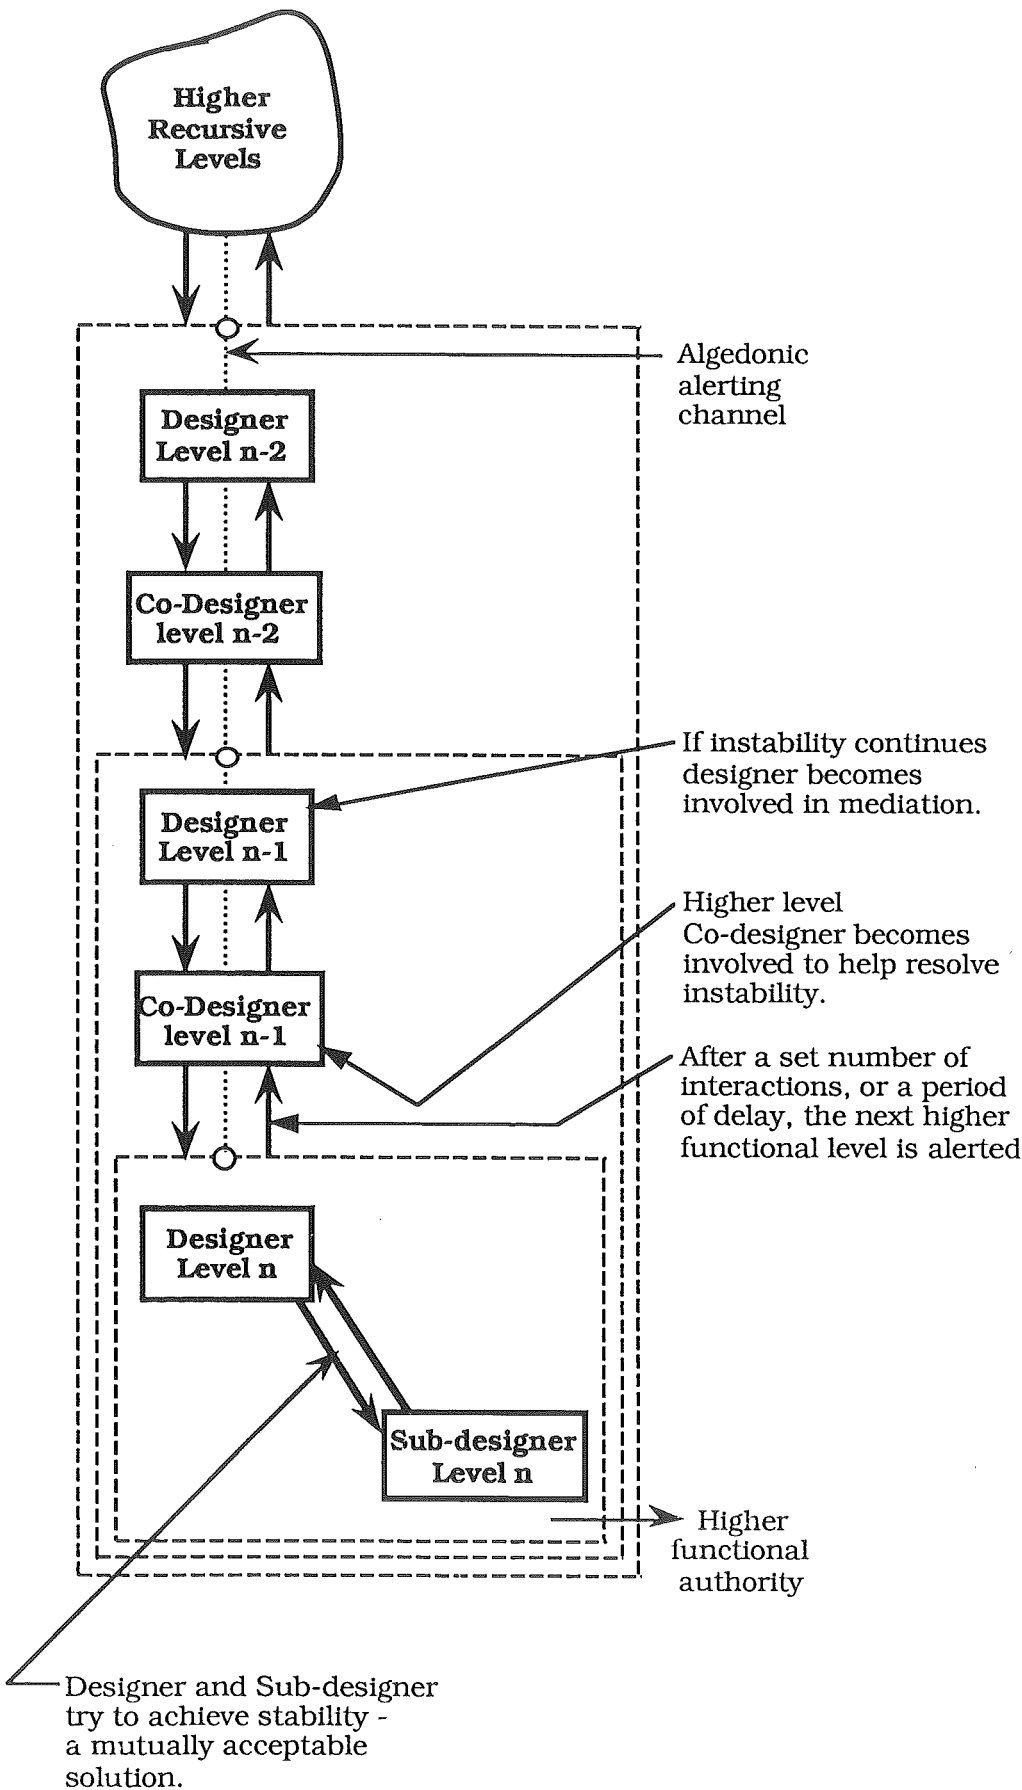 Higher
Recursive
Levels
Algedonic
alerting
channel
Designer
Level n-2
Co-Designer
level n-2
If instability continues
designer becomes
involved in mediation.
Designer
Level n-1
Higher level
Co-designer becomes
involved to help resolve
instability.
Co-Designer
level n-1
After a set number of
interactions, or a period
of delay, the next higher
functional level is alerted
Designer
Level n
Sub-designer
Level n
Higher
functional
authority
Designer and Sub-designer
try to achieve stability -
a mutually acceptable
solution.